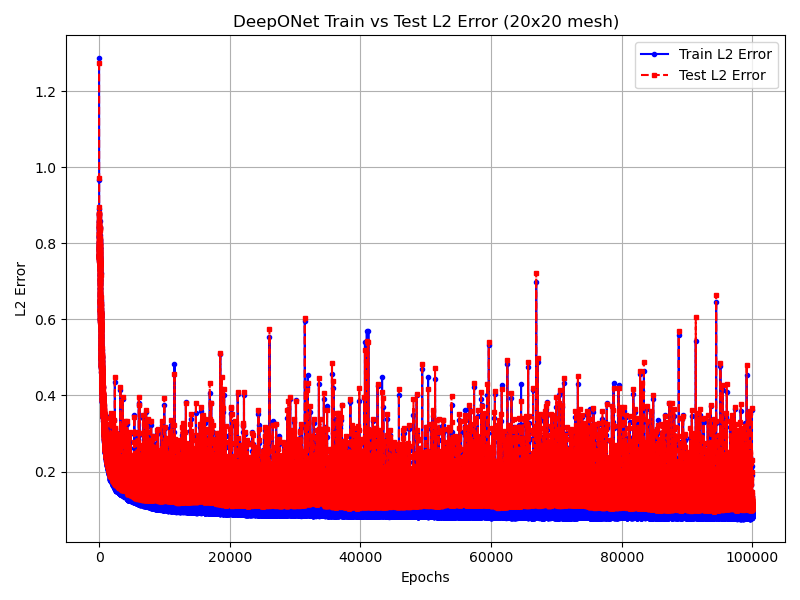 DeepONet Train vs Test L2 Error (20x20 mesh)
Train L2 Error
Test L2 Error
L2 Error
1.2
1.0
0.8
0.6
0.4
0.2
0
20000
40000
60000
80000
100000
Epochs